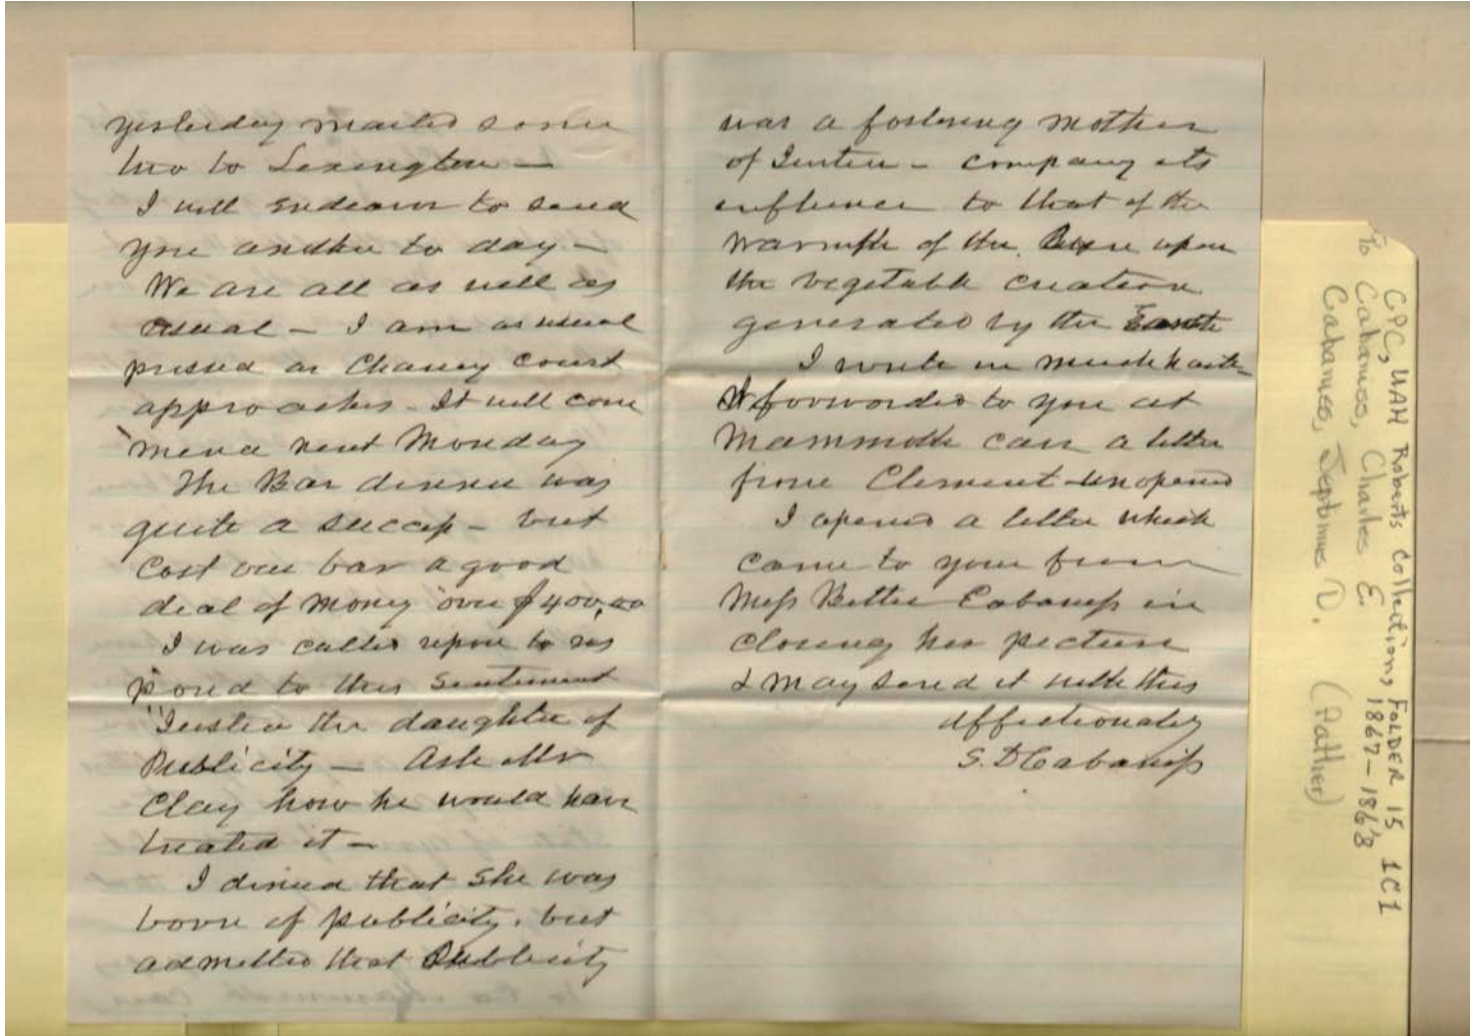 yesterday mailed some
two to Lexington —
I will endeavor to send
you another to day —
We are all as well as
usual — I am as usual
pressed as Chancy Court
approaches. It will com
mence next Monday
The Bar dinner was
quite a success — but
cost our bar a good
deal of money over $400,00
I was called upon to res
pond to this sentiment
"Justice the daughter of
Publicity — Ask Mr
Clay how he would have
treated it —
I denied that she was
born of publicity, but
admitted that Publicity
was a fostering mother
of Justice — company its
influence to that of the
warmth of the upon
the vegetable creation
generated by the Earth
I write in much haste
I forwarded to you at
Mammoth Cave a letter
from Clement unopened
I opened a letter which
came to you from
Miss Bettie Cabaniss in
closing her picture
I may send it with this
Affectionately
S. D Cabaniss
CPC, UAH Roberts Collection, FOLDER 15 1C1
1867-1868
To Cabaniss, Charles E.
Cabaniss, Septimus D. (Father)